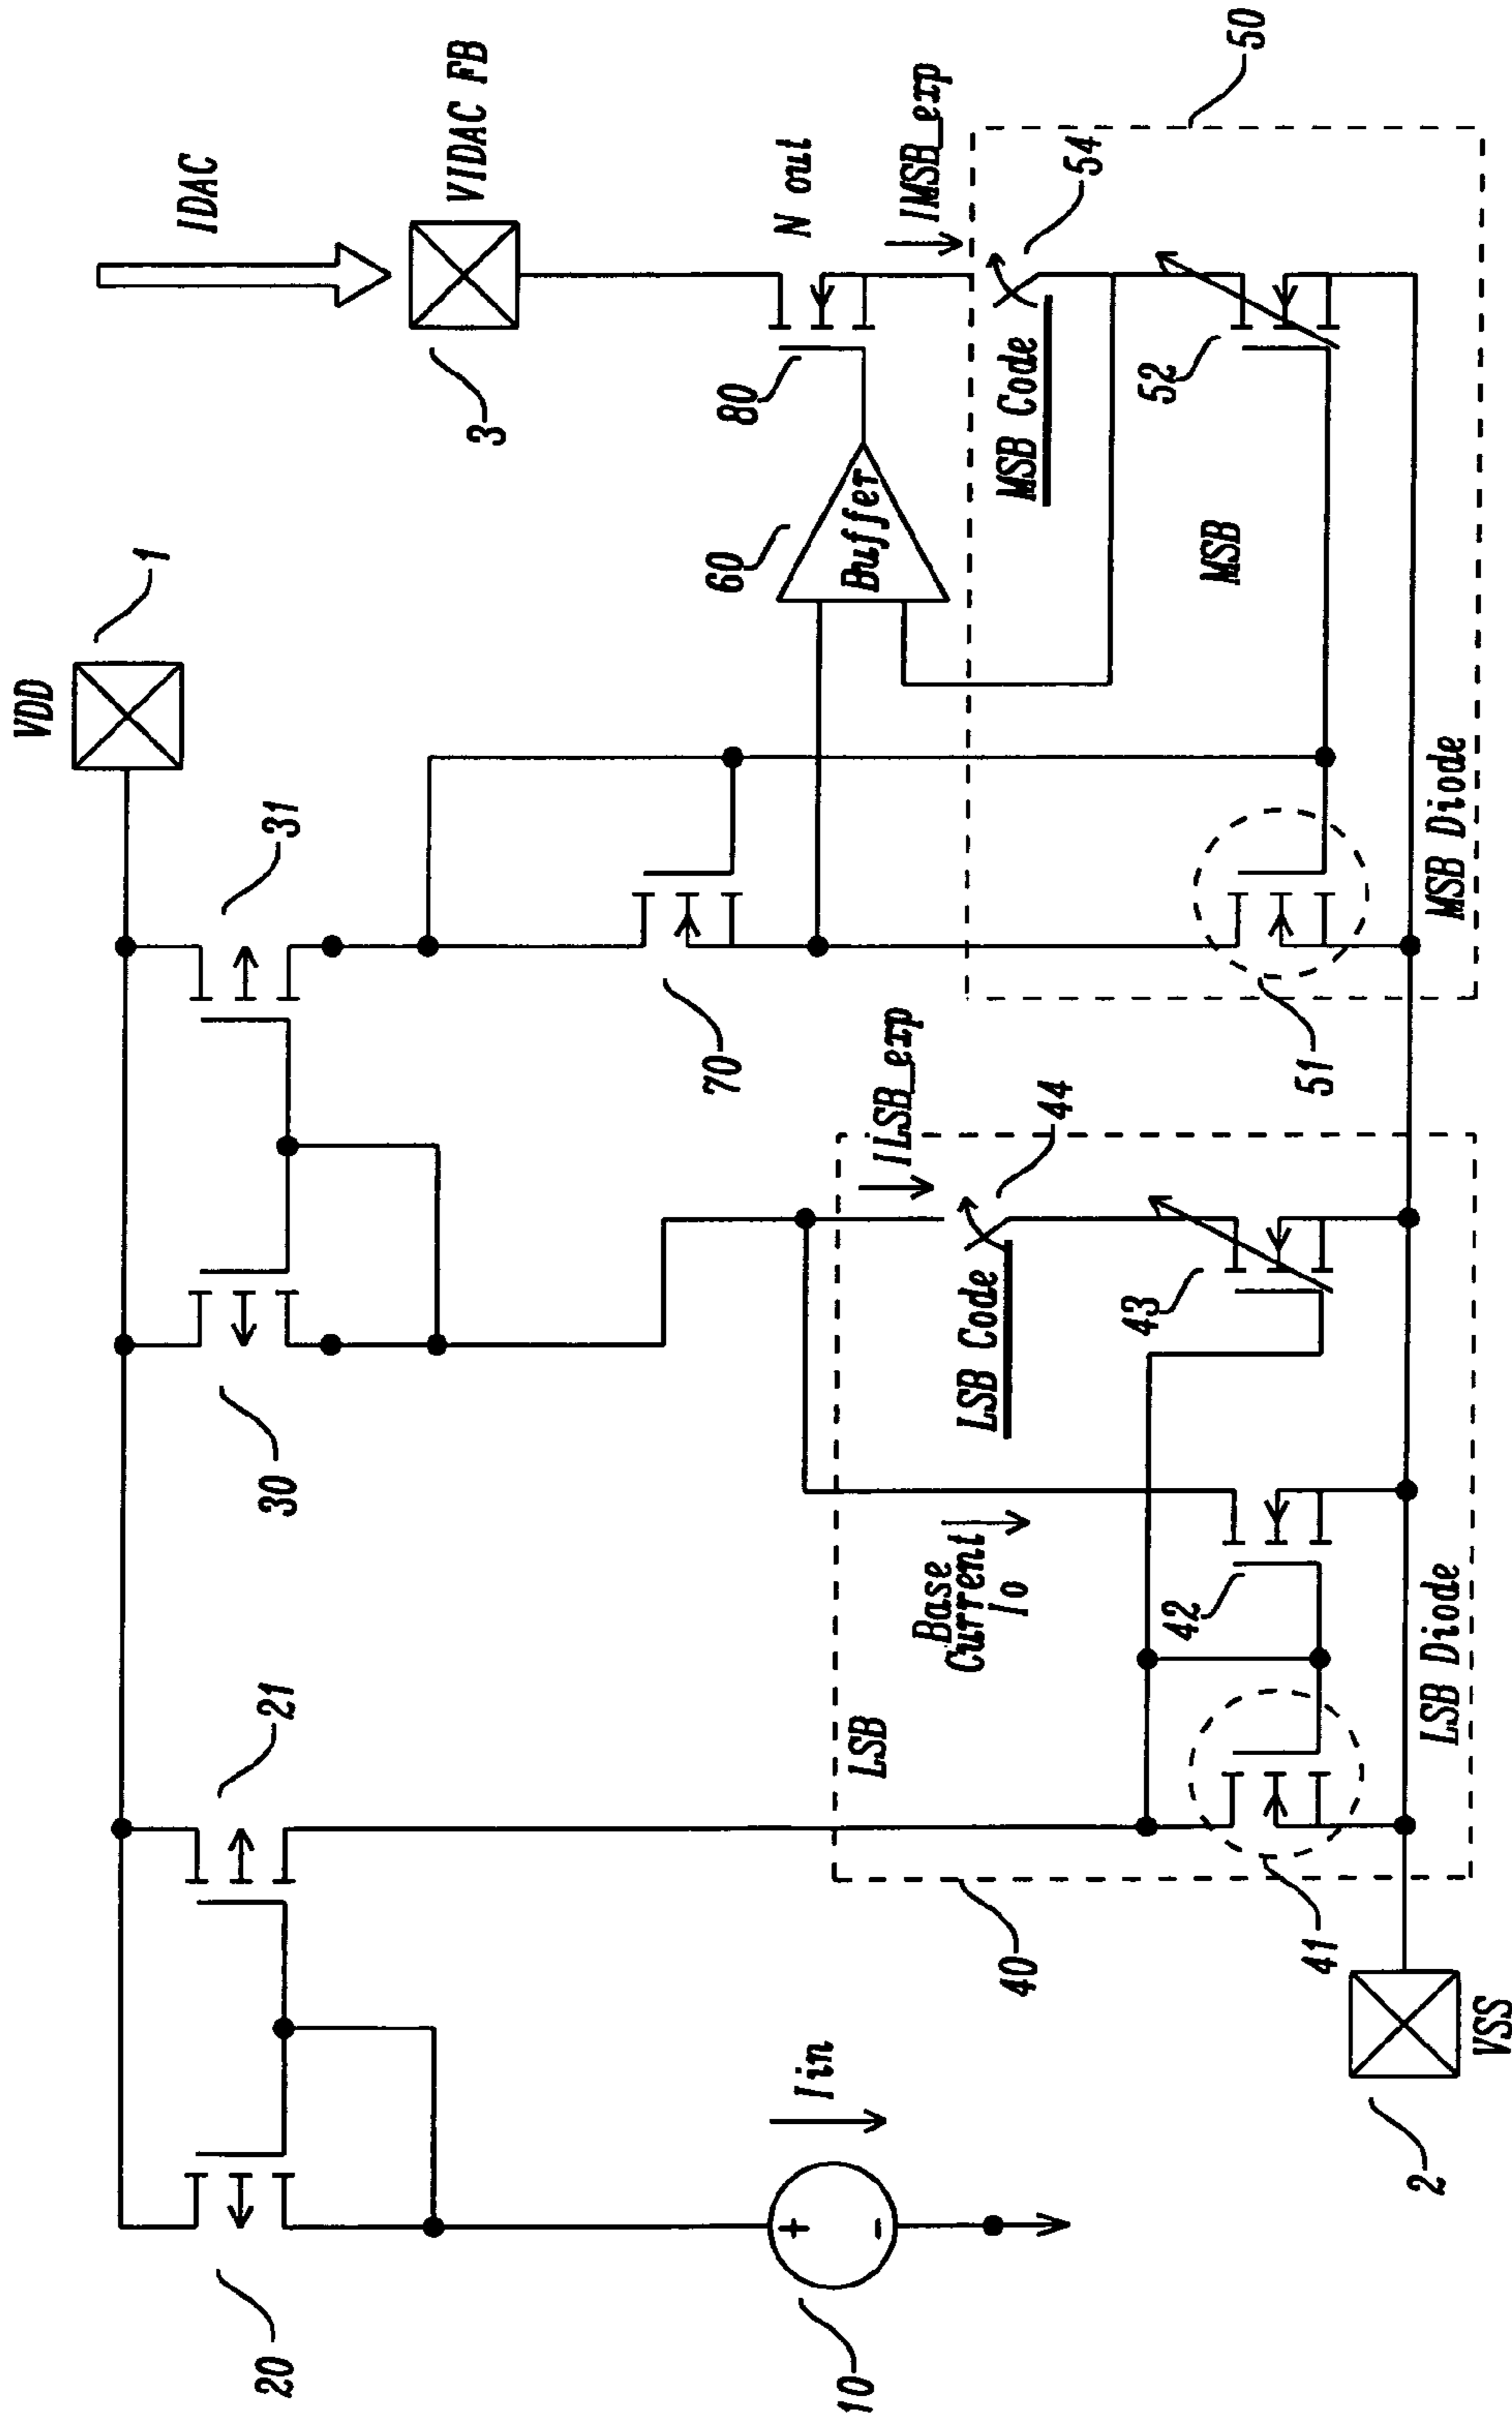 VDD
1
IDAC
VIDAC FB
3
20
21
30
31
10
Iin
70
60
Buffer
80
N out
IMSB_exp
50
40
LSB
Base
Current
Io
ILSB_exp
44
LSB Code
43
42
41
LSB Diode
MSB Code
54
52
MSB
51
MSB Diode
2
VSS
+
-